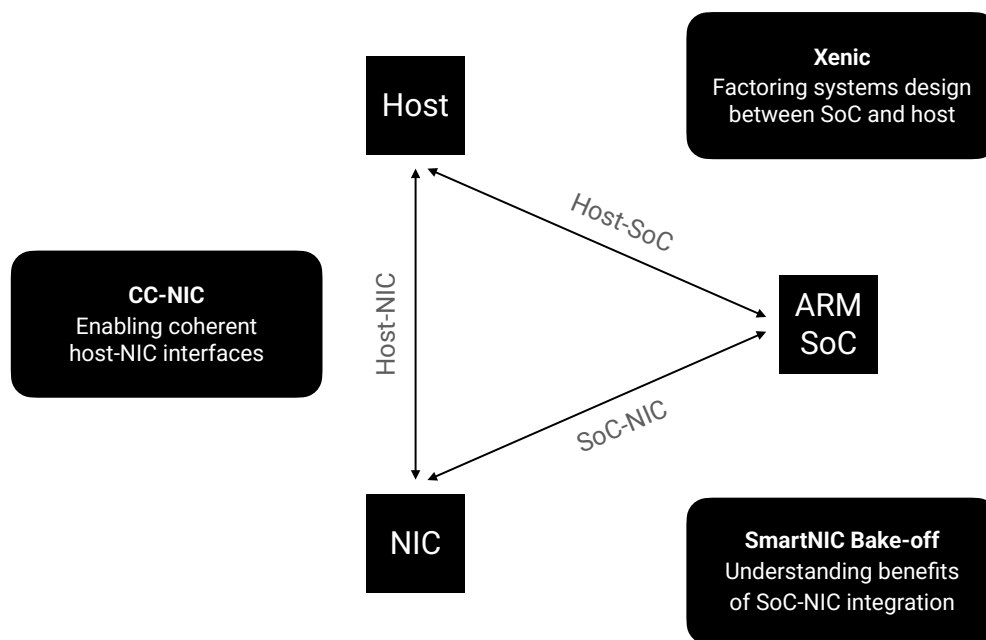 Xenic
Factoring systems design
between SoC and host
Host
Host-SoC
CC-NIC
Enabling coherent
host-NIC interfaces
Host-NIC
ARM
SoC
SoC-NIC
NIC
SmartNIC Bake-off
Understanding benefits
of SoC-NIC integration